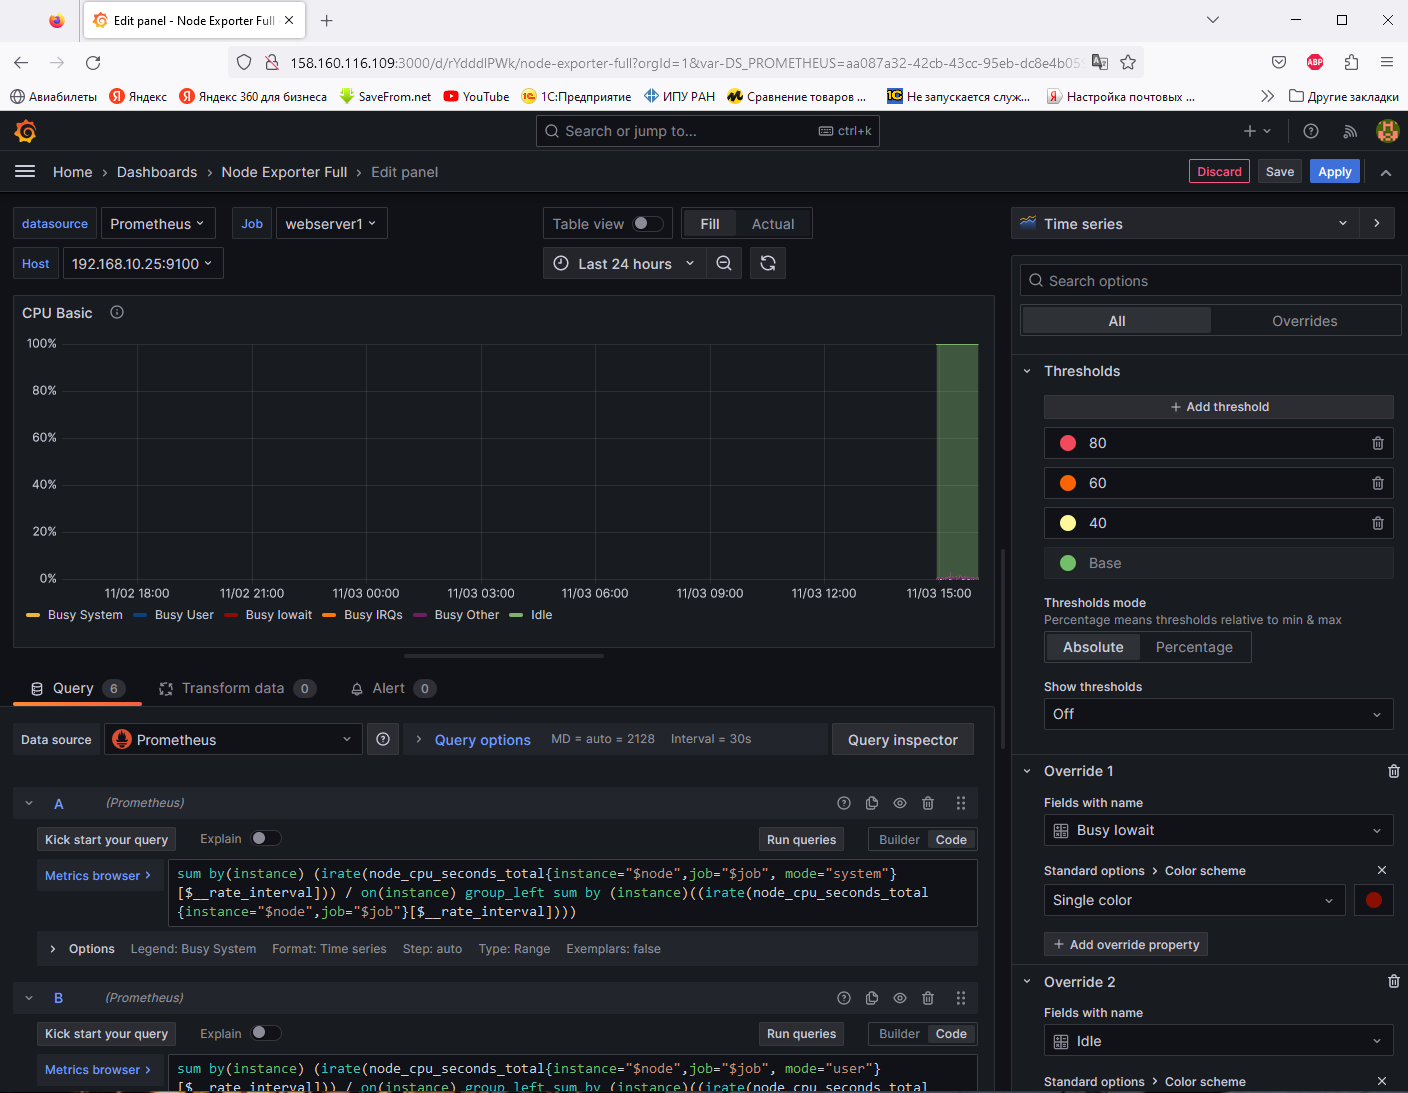 Edit panel - Node Exporter Full
158.160.116.109:3000/d/rYdddlPWk/node-exporter-full?orgId=1&var-DS_PROMETHEUS=aa087a32-42cb-43cc-95eb-dc8e4b05
ABP
Авиабилеты
Яндекс
Яндекс 360 для бизнеса
SaveFrom.net
YouTube
1С:Предприятие
ИПУ РАН
Сравнение товаров ...
Не запускается служ...
Настройка почтовых ...
Другие закладки
Search or jump to...
ctrl+k
Home › Dashboards › Node Exporter Full › Edit panel
Discard
Save
Apply
datasource
Prometheus
Job
webserver1
Table view
Fill
Actual
Time series
Host
192.168.10.25:9100
Last 24 hours
Search options
All
Overrides
CPU Basic
100%
80%
60%
40%
20%
0%
11/02 18:00
11/02 21:00
11/03 00:00
11/03 03:00
11/03 06:00
11/03 09:00
11/03 12:00
11/03 15:00
Busy System
Busy User
Busy Iowait
Busy IRQs
Busy Other
Idle
Thresholds
+ Add threshold
80
60
40
Base
Thresholds mode
Percentage means thresholds relative to min & max
Absolute
Percentage
Show thresholds
Off
Query 6
Transform data 0
Alert 0
Data source
Prometheus
Query options
MD = auto = 2128
Interval = 30s
Query inspector
A
(Prometheus)
Kick start your query
Explain
Run queries
Builder
Code
Metrics browser ›
sum by(instance) (irate(node_cpu_seconds_total{instance="$node",job="$job", mode="system"}
[$__rate_interval])) / on(instance) group_left sum by (instance)((irate(node_cpu_seconds_total
{instance="$node",job="$job"}[$__rate_interval])))
Options
Legend: Busy System
Format: Time series
Step: auto
Type: Range
Exemplars: false
B
(Prometheus)
Kick start your query
Explain
Run queries
Builder
Code
Metrics browser ›
sum by(instance) (irate(node_cpu_seconds_total{instance="$node",job="$job", mode="user"}
[$__rate_interval])) / on(instance) group_left sum by (instance)((irate(node_cpu_seconds_total
Override 1
Fields with name
Busy Iowait
Standard options › Color scheme
Single color
+ Add override property
Override 2
Fields with name
Idle
Standard options › Color scheme